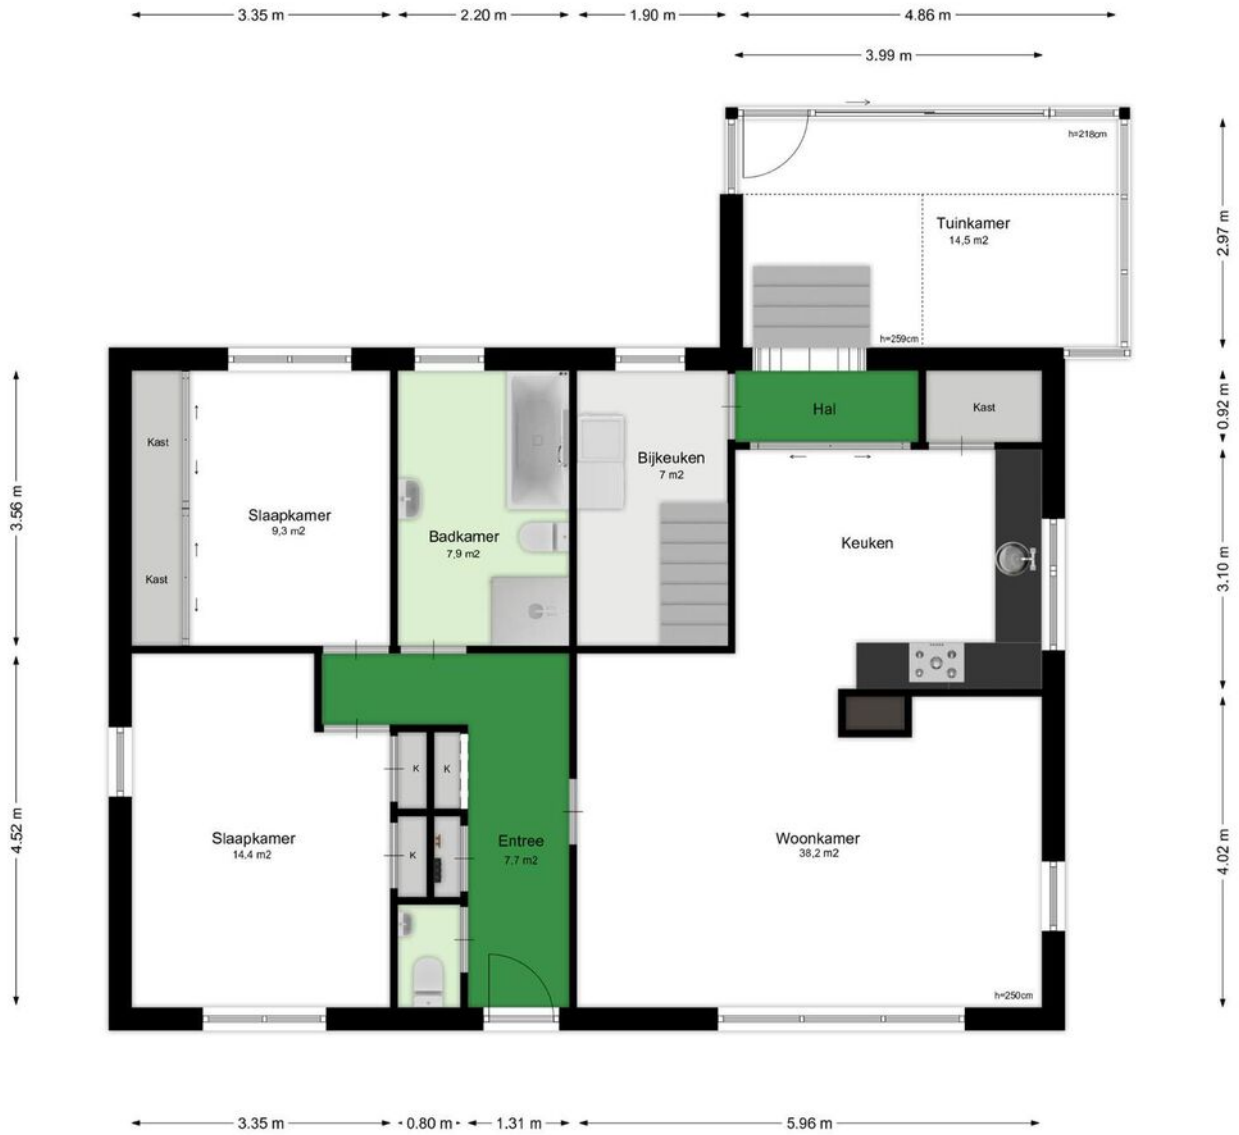 3.35 m
2.20 m
1.90 m
4.86 m
3.99 m
h=218cm
Tuinkamer
14,5 m2
2.97 m
h=259cm
Hal
Kast
0.92 m
Kast
Bijkeuken
7 m2
Slaapkamer
9,3 m2
Badkamer
7,9 m2
Keuken
3.56 m
3.10 m
Kast
K
K
Slaapkamer
14,4 m2
K
Entree
7,7 m2
Woonkamer
38,2 m2
4.52 m
4.02 m
h=250cm
3.35 m
0.80 m
1.31 m
5.96 m